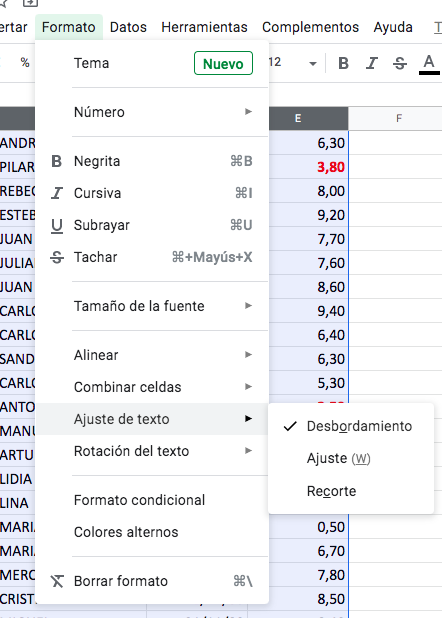 ertar Formato Datos Herramientas Complementos Ayuda
% 12 B I S A
E F
ANDR 6,30
PILAR 3,80
REBEC 8,00
ESTEB 9,20
JUAN 7,70
JULIA 7,60
JUAN 8,60
CARLO 9,40
CARLO 6,40
SAND 6,30
CARLO 5,30
ANTO
MANU
ARTU
LIDIA
LINA
MARIA 0,50
MARIA 6,70
MERC 7,80
CRIST 8,50
Tema Nuevo
Número
B Negrita ⌘B
I Cursiva ⌘I
U Subrayar ⌘U
S Tachar ⌘+Mayús+X
Tamaño de la fuente
Alinear
Combinar celdas
Ajuste de texto
Rotación del texto
Formato condicional
Colores alternos
Borrar formato ⌘\
Desbordamiento
Ajuste (W)
Recorte